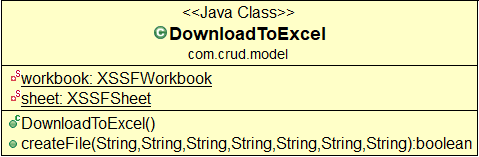 <<Java Class>>
DownloadToExcel
com.crud.model
workbook: XSSFWorkbook
sheet: XSSFSheet
DownloadToExcel()
createFile(String,String,String,String,String,String,String):boolean